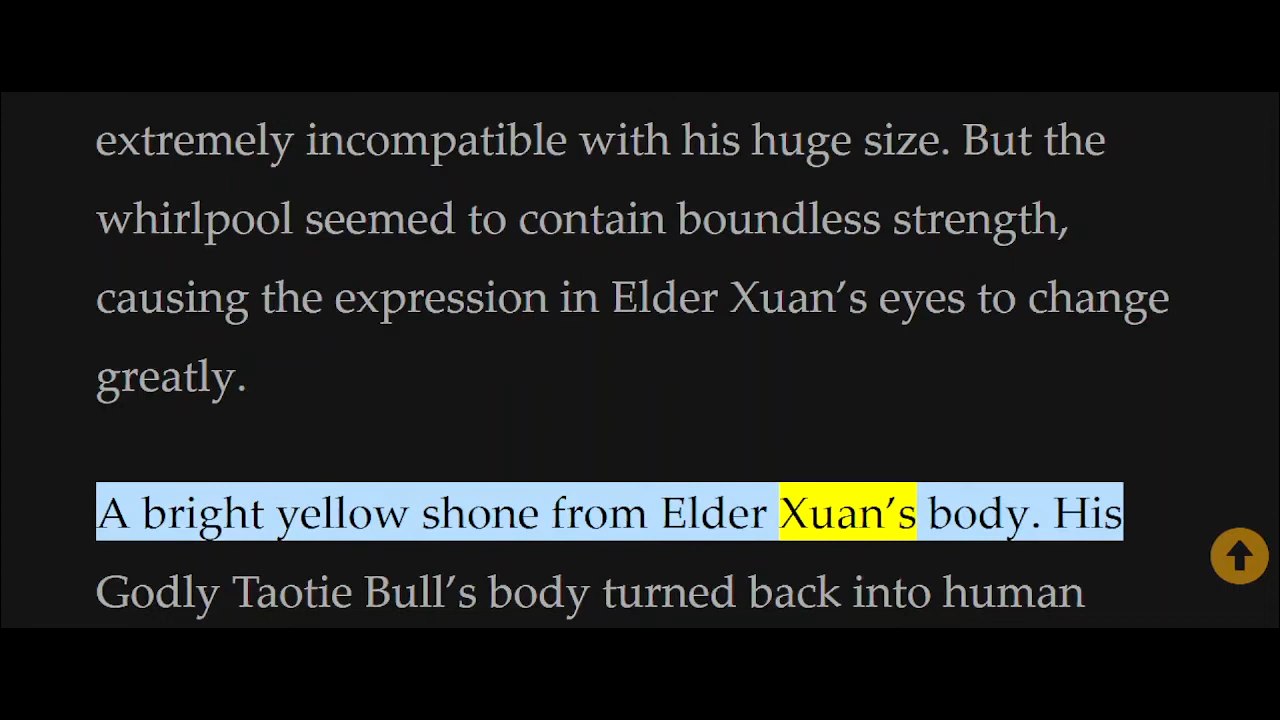 extremely incompatible with his huge size. But the
whirlpool seemed to contain boundless strength,
causing the expression in Elder Xuan’s eyes to change
greatly.
A bright yellow shone from Elder Xuan’s body. His
Godly Taotie Bull’s body turned back into human